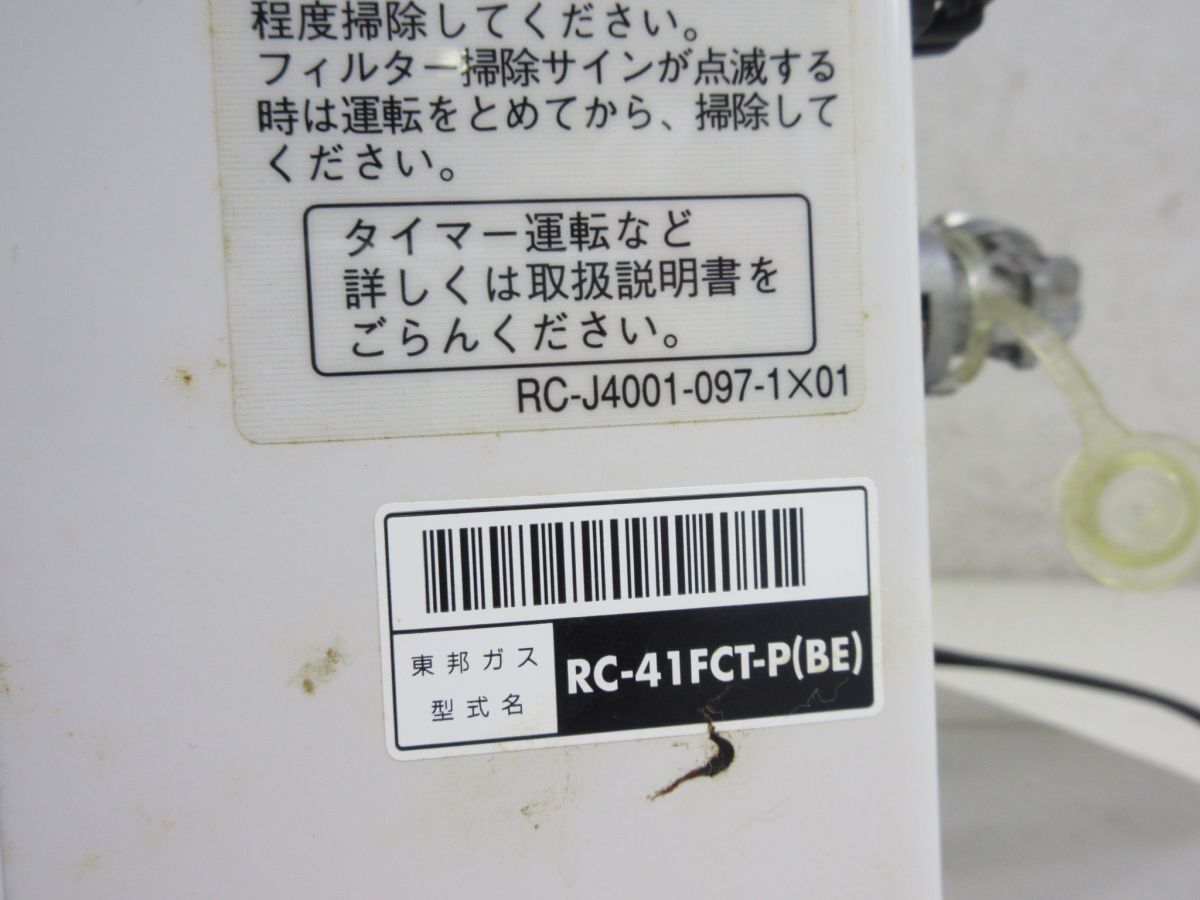 程度掃除してください。
フィルター掃除サインが点滅する
時は運転をとめてから、掃除して
ください。
タイマー運転など
詳しくは取扱説明書を
ごらんください。
RC-J4001-097-1×01
東邦ガス
型式名
RC-41FCT-P(BE)